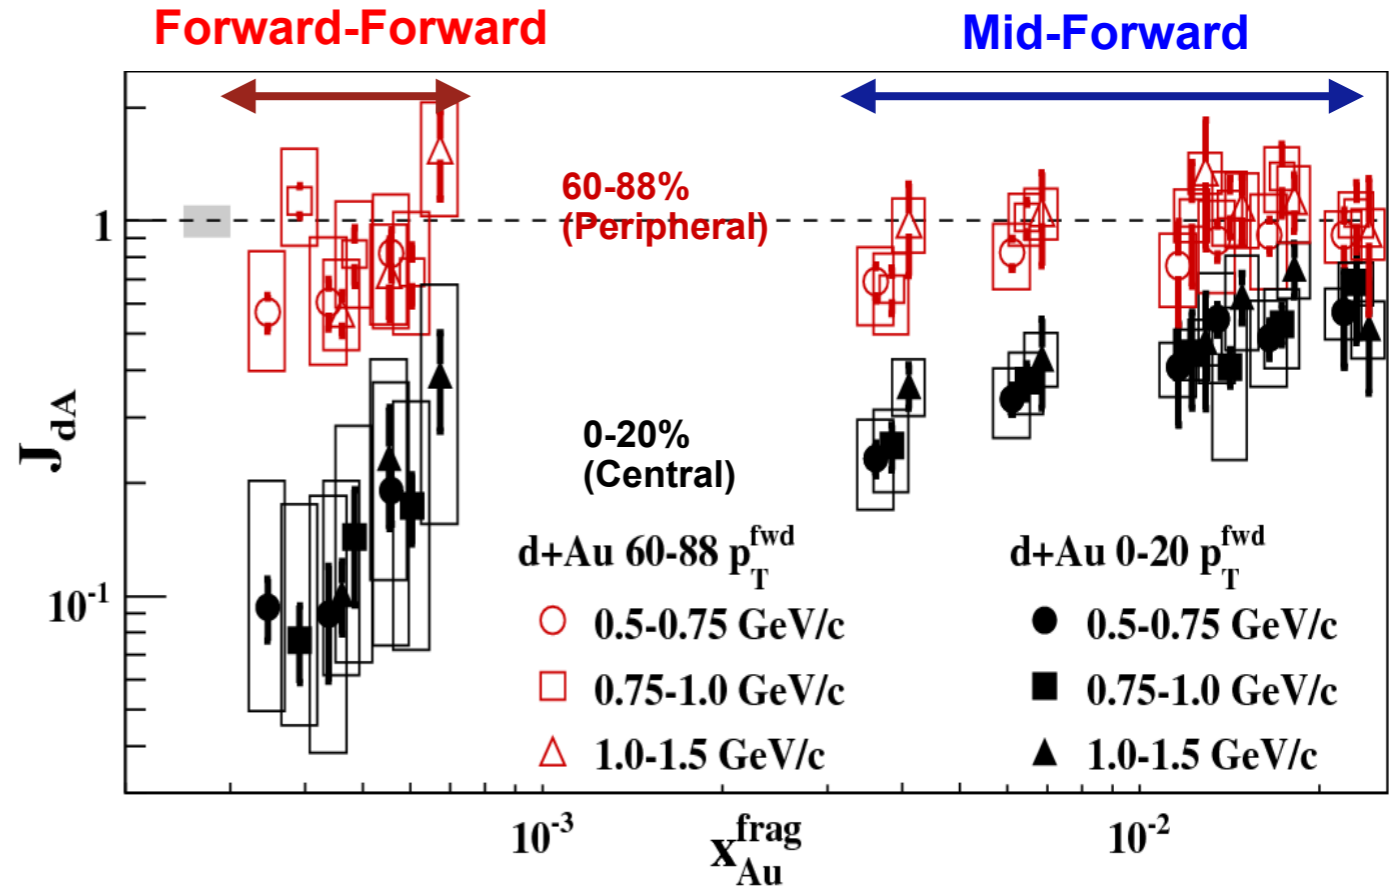 Forward-Forward
Mid-Forward
60-88%
(Peripheral)
0-20%
(Central)
d+Au 60-88 p_T^fwd
0.5-0.75 GeV/c
0.75-1.0 GeV/c
1.0-1.5 GeV/c
d+Au 0-20 p_T^fwd
0.5-0.75 GeV/c
0.75-1.0 GeV/c
1.0-1.5 GeV/c
J_dA
1
10^-1
10^-3
10^-2
x_Au^frag